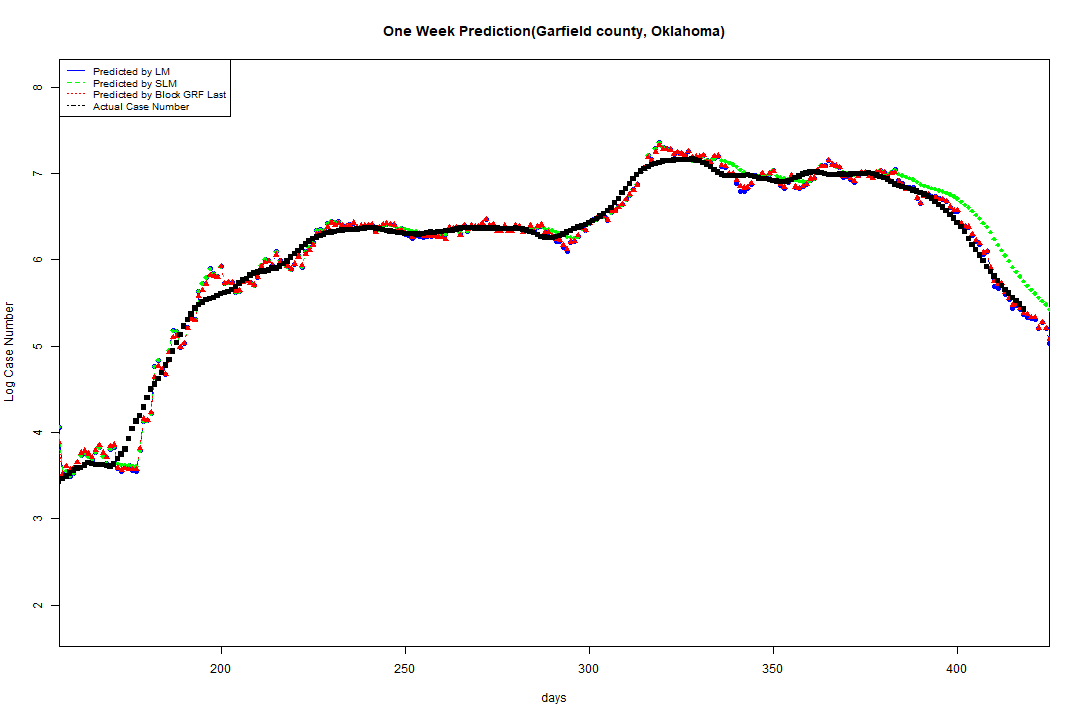 One Week Prediction(Garfield county, Oklahoma)
Predicted by LM
Predicted by SLM
Predicted by Block GRF Last
Actual Case Number
8
7
6
5
4
3
2
Log Case Number
200 250 300 350 400
days